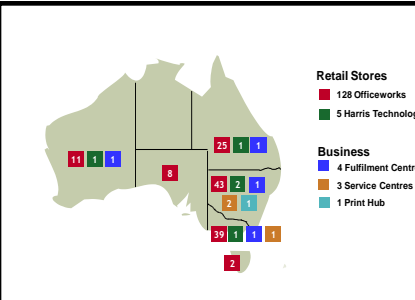 Retail Stores
128 Officeworks
5 Harris Technolog
Business
4 Fulfilment Centr
3 Service Centres
1 Print Hub
25 1 1
11 1 1
8
43 2 1
2 1
39 1 1 1
2